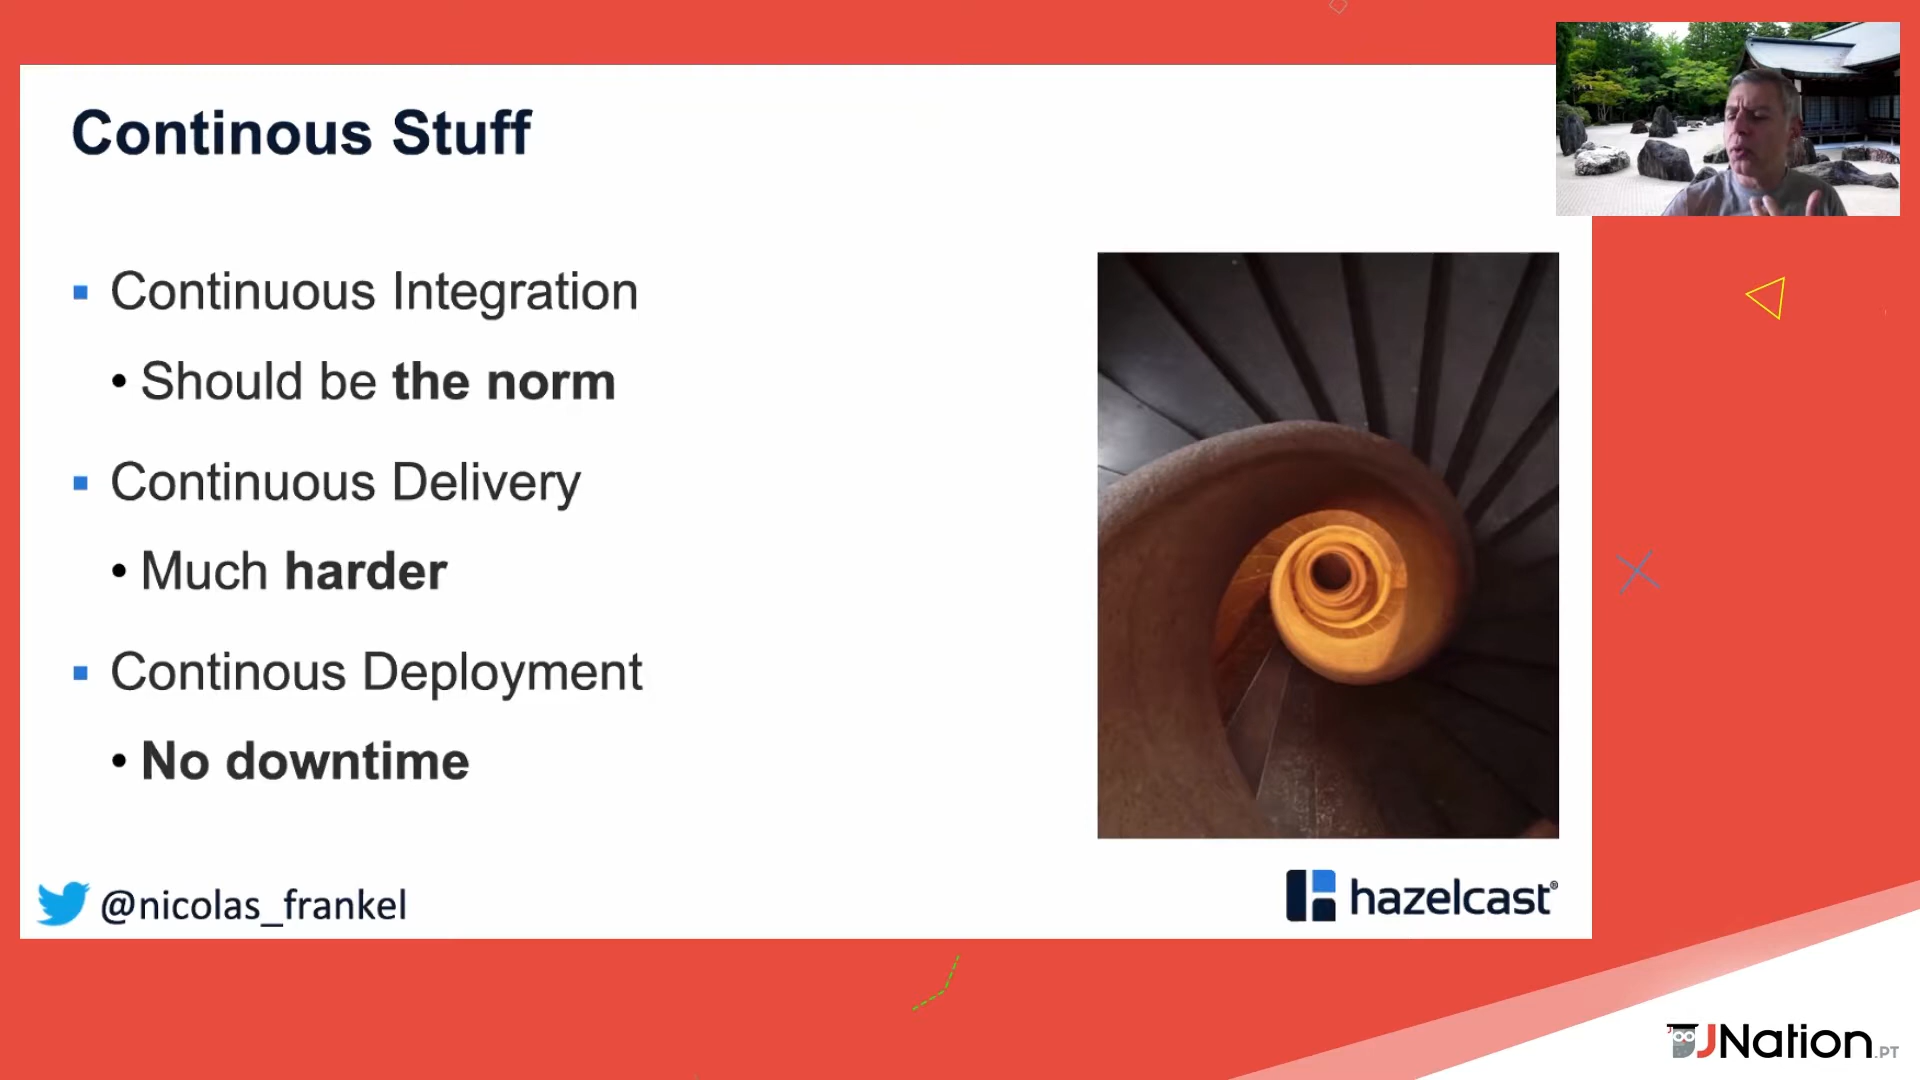 Continous Stuff
Continuous Integration
Should be the norm
Continuous Delivery
Much harder
Continous Deployment
No downtime
@nicolas_frankel
hazelcast®
JNation.PT